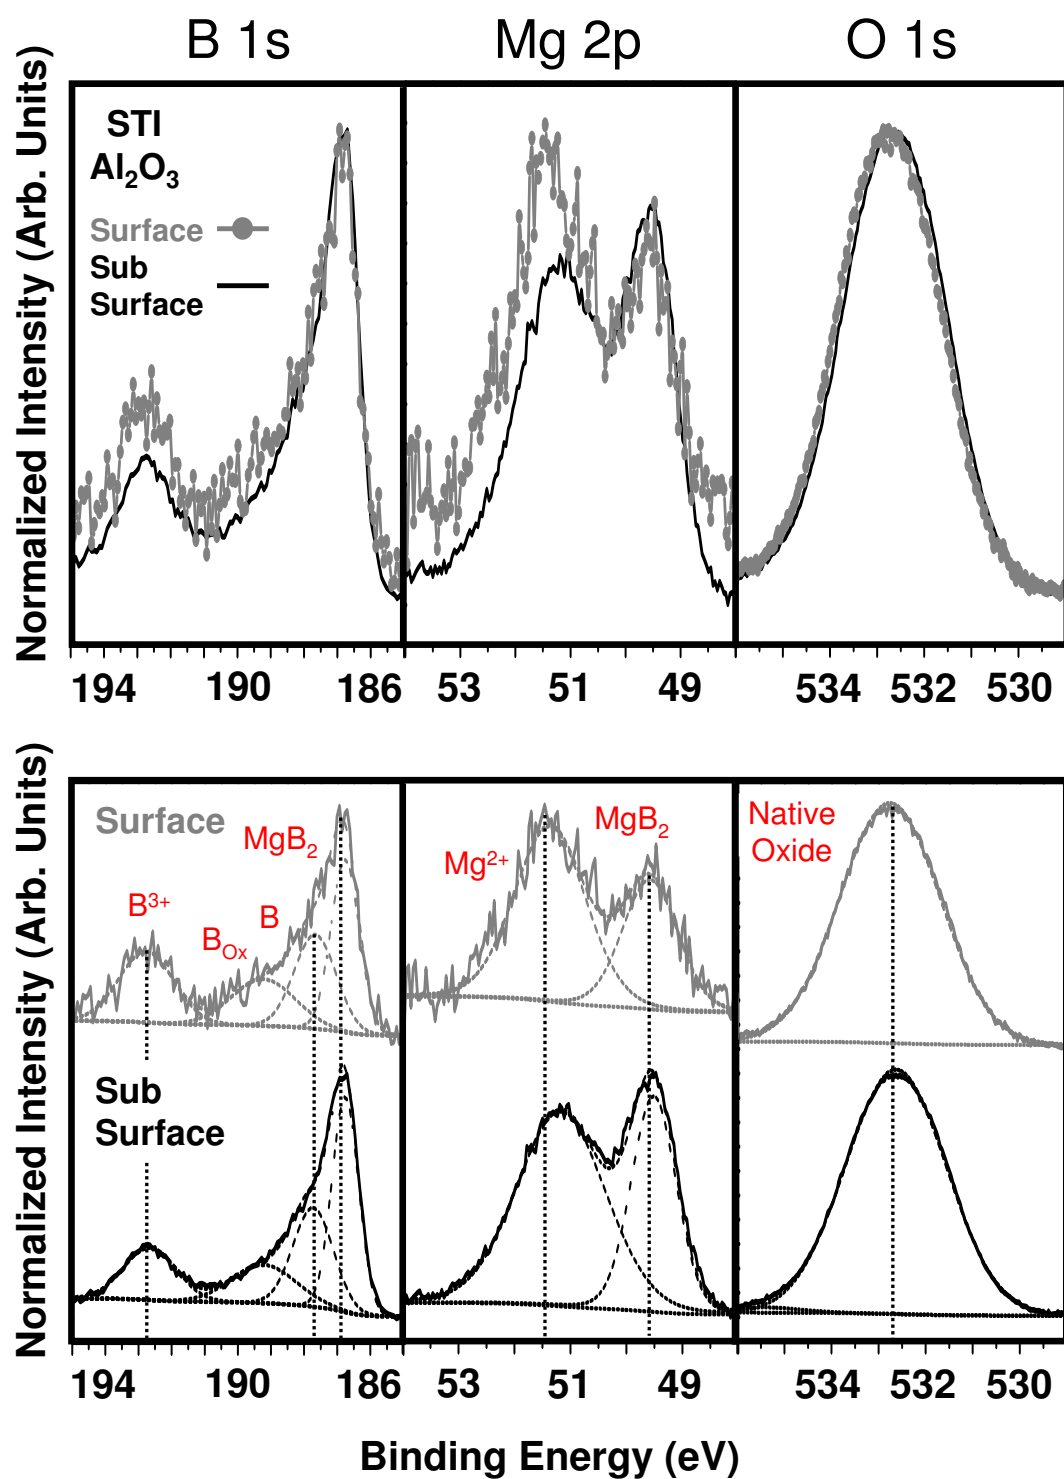 B 1s Mg 2p O 1s
Normalized Intensity (Arb. Units)
STI
Al₂O₃
Surface
Sub
Surface
194 190 186 53 51 49 534 532 530
Normalized Intensity (Arb. Units)
Surface
B³⁺
B_Ox
B
MgB₂
Mg²⁺
MgB₂
Native
Oxide
Sub
Surface
194 190 186 53 51 49 534 532 530
Binding Energy (eV)